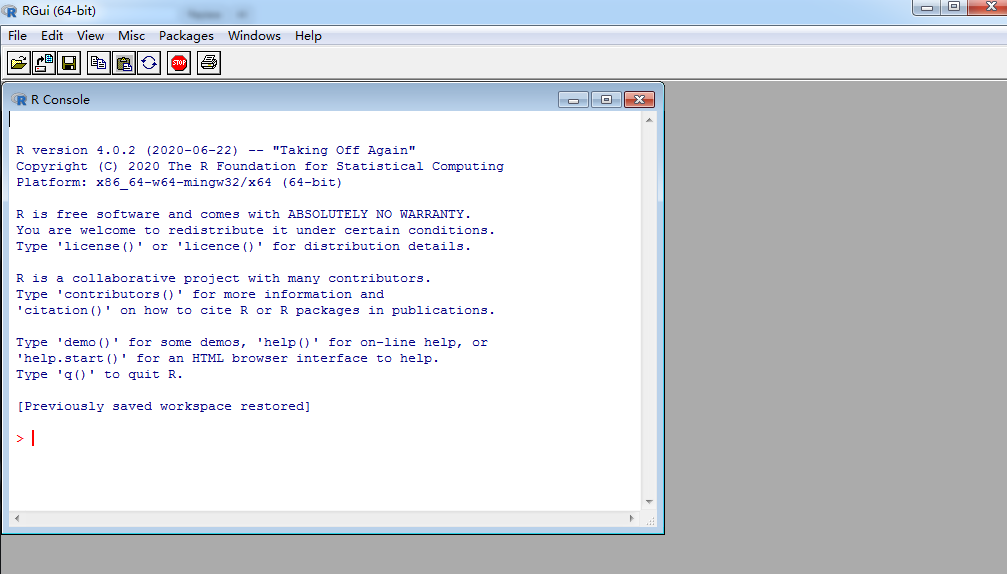 RGui (64-bit)
File Edit View Misc Packages Windows Help
STOP
R Console
R version 4.0.2 (2020-06-22) -- "Taking Off Again"
Copyright (C) 2020 The R Foundation for Statistical Computing
Platform: x86_64-w64-mingw32/x64 (64-bit)
R is free software and comes with ABSOLUTELY NO WARRANTY.
You are welcome to redistribute it under certain conditions.
Type 'license()' or 'licence()' for distribution details.
R is a collaborative project with many contributors.
Type 'contributors()' for more information and
'citation()' on how to cite R or R packages in publications.
Type 'demo()' for some demos, 'help()' for on-line help, or
'help.start()' for an HTML browser interface to help.
Type 'q()' to quit R.
[Previously saved workspace restored]
>